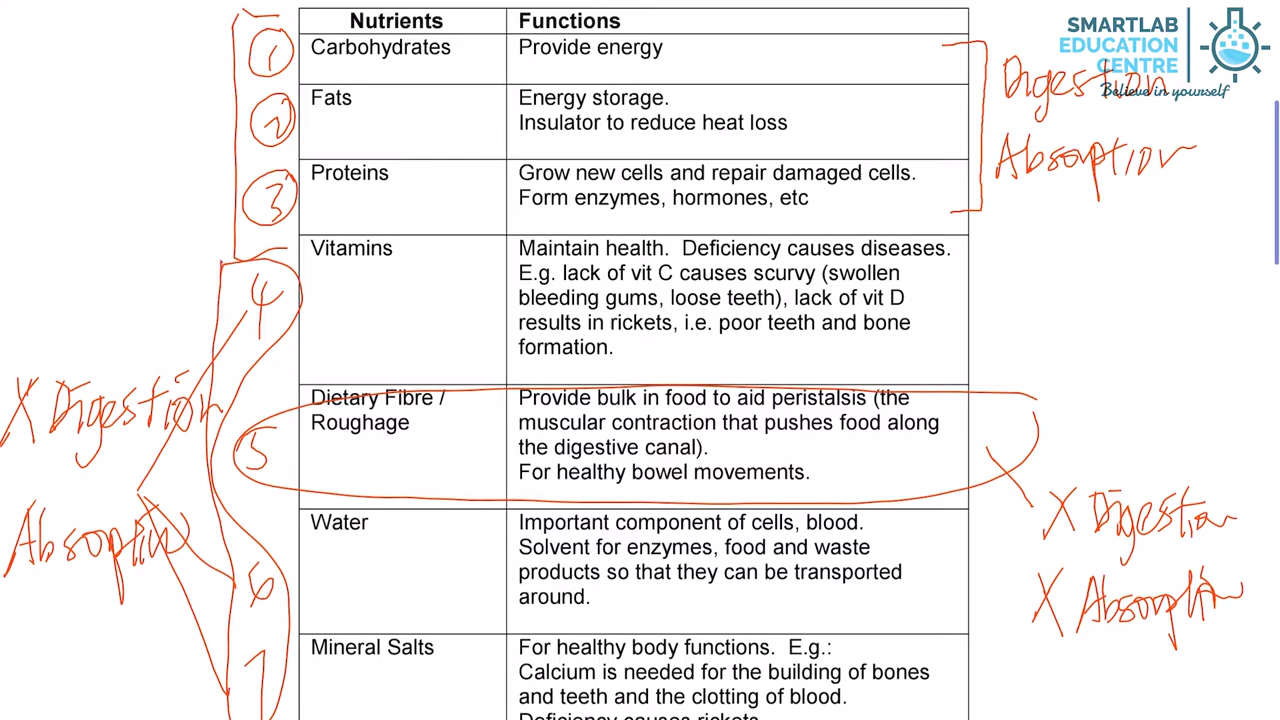 Nutrients Functions
SMARTLAB
EDUCATION
CENTRE
Believe in yourself
1
Carbohydrates Provide energy
Digestion
2
Fats Energy storage.
Insulator to reduce heat loss
Absorption
3
Proteins Grow new cells and repair damaged cells.
Form enzymes, hormones, etc
4
Vitamins Maintain health. Deficiency causes diseases.
E.g. lack of vit C causes scurvy (swollen
bleeding gums, loose teeth), lack of vit D
results in rickets, i.e. poor teeth and bone
formation.
X Digestion
Absorption
5
Dietary Fibre / Provide bulk in food to aid peristalsis (the
Roughage muscular contraction that pushes food along
the digestive canal).
For healthy bowel movements.
X Digestion
X Absorption
6
Water Important component of cells, blood.
Solvent for enzymes, food and waste
products so that they can be transported
around.
7
Mineral Salts For healthy body functions. E.g.:
Calcium is needed for the building of bones
and teeth and the clotting of blood.
Deficiency causes rickets